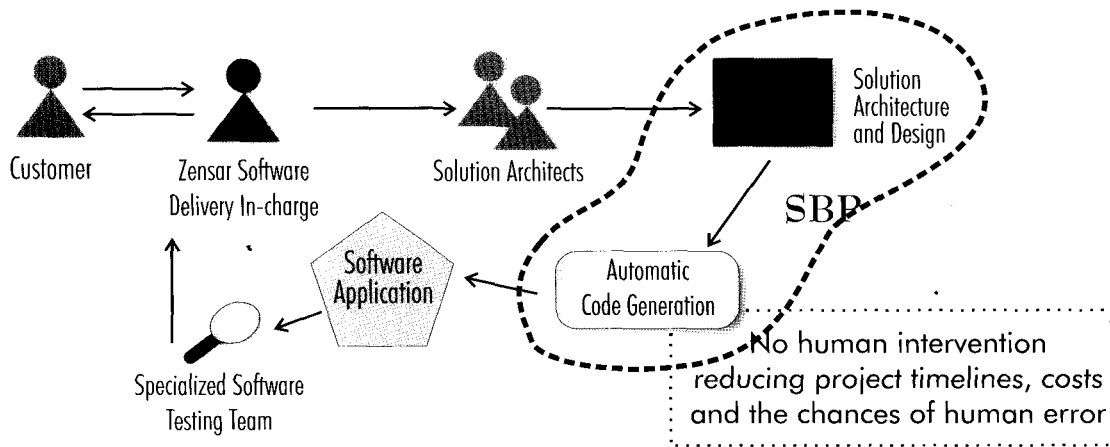 Customer
Zensar Software
Delivery In-charge
Solution Architects
Solution
Architecture
and Design
SBP
Automatic
Code Generation
Software
Application
Specialized Software
Testing Team
No human intervention
reducing project timelines, costs
and the chances of human error